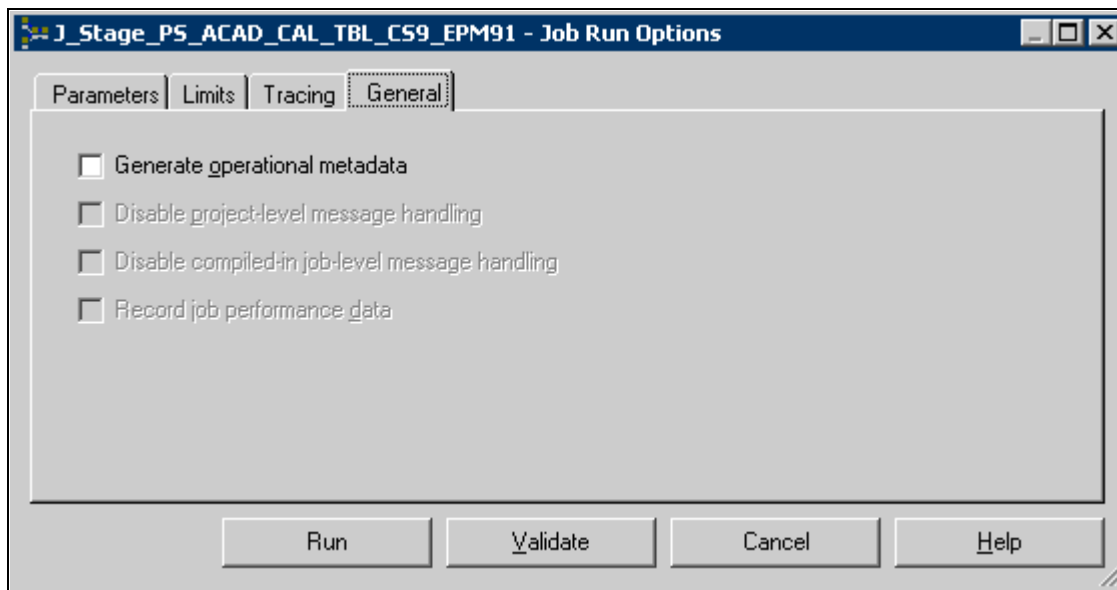 J_Stage_PS_ACAD_CAL_TBL_CS9_EPM91 - Job Run Options
Parameters Limits Tracing General
Generate operational metadata
Disable project-level message handling
Disable compiled-in job-level message handling
Record job performance data
Run Validate Cancel Help